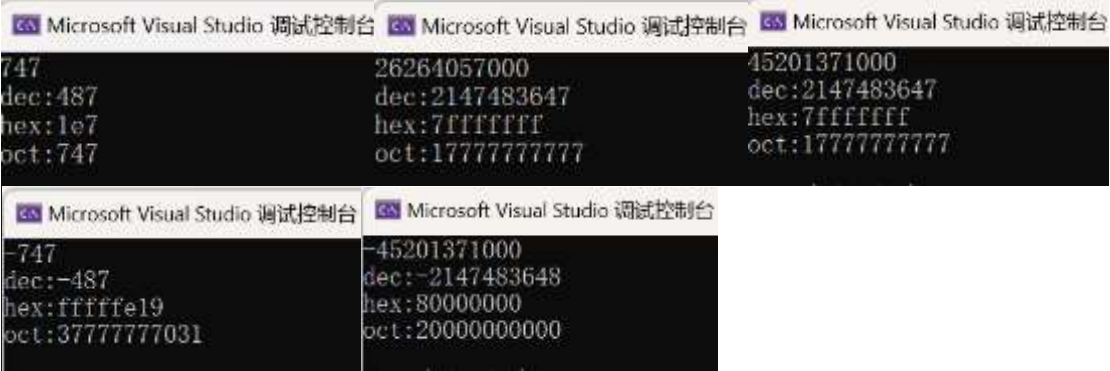 Microsoft Visual Studio 调试控制台
747
dec:487
hex:1e7
oct:747
Microsoft Visual Studio 调试控制台
26264057000
dec:2147483647
hex:7fffffff
oct:17777777777
Microsoft Visual Studio 调试控制台
45201371000
dec:2147483647
hex:7fffffff
oct:17777777777
Microsoft Visual Studio 调试控制台
-747
dec:-487
hex:fffffe19
oct:37777777031
Microsoft Visual Studio 调试控制台
-45201371000
dec:-2147483648
hex:80000000
oct:20000000000